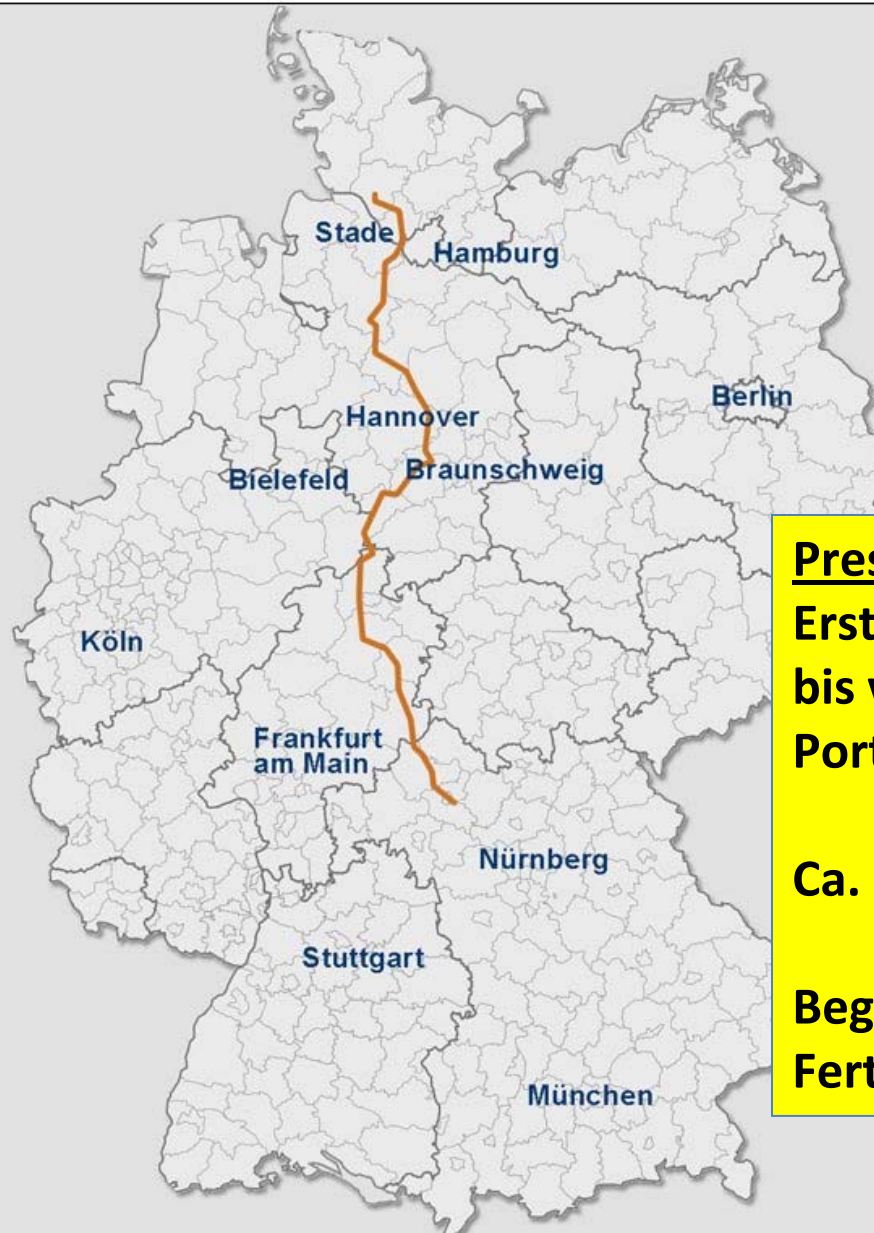 Stade
Hamburg
Berlin
Hannover
Braunschweig
Bielefeld
Köln
Frankfurt
am Main
Nürnberg
Stuttgart
München
Pres
Erst
bis v
Port
Ca.
Beg
Fert